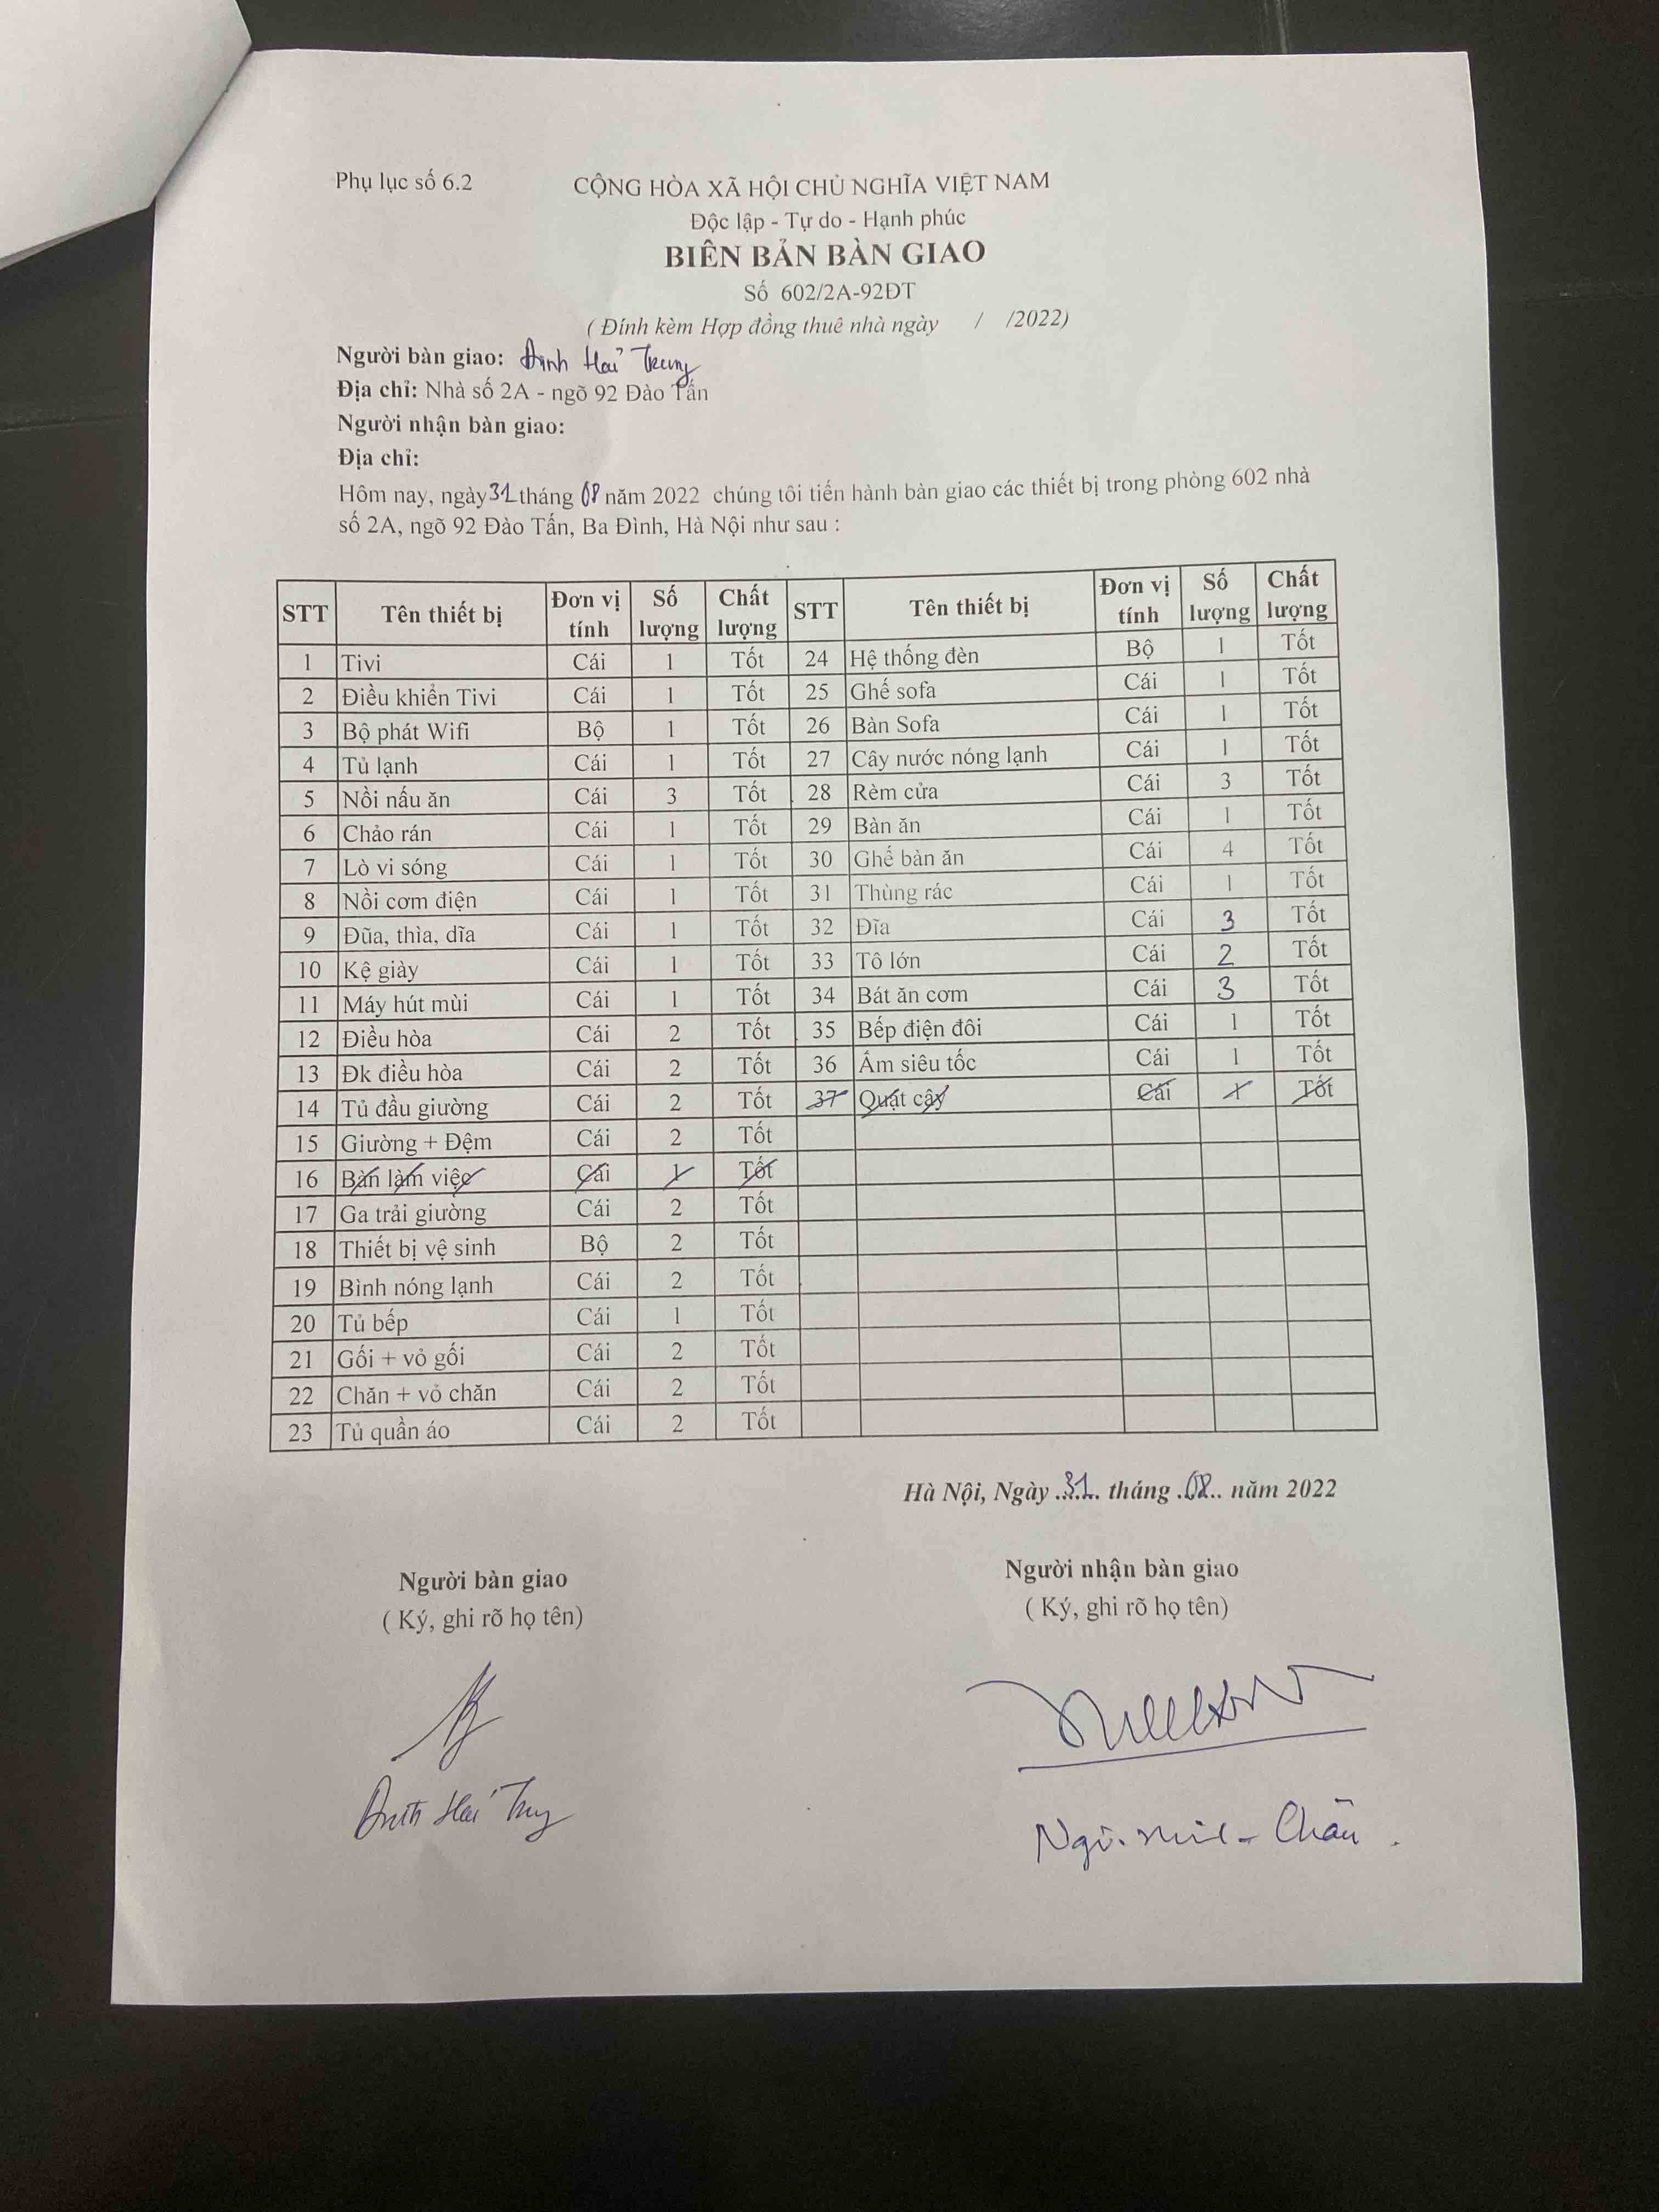 Phụ lục số 6.2
CỘNG HÒA XÃ HỘI CHỦ NGHĨA VIỆT NAM
Độc lập - Tự do - Hạnh phúc
BIÊN BẢN BÀN GIAO
Số 602/2A-92ĐT
( Đính kèm Hợp đồng thuê nhà ngày / /2022)
Người bàn giao: Đinh Hải Trung
Địa chỉ: Nhà số 2A - ngõ 92 Đào Tấn
Người nhận bàn giao:
Địa chỉ:
Hôm nay, ngày 31 tháng 08 năm 2022 chúng tôi tiến hành bàn giao các thiết bị trong phòng 602 nhà
số 2A, ngõ 92 Đào Tấn, Ba Đình, Hà Nội như sau :
STT Tên thiết bị Đơn vị tính Số lượng Chất lượng STT Tên thiết bị Đơn vị tính Số lượng Chất lượng
1 Tivi Cái 1 Tốt 24 Hệ thống đèn Bộ 1 Tốt
2 Điều khiển Tivi Cái 1 Tốt 25 Ghế sofa Cái 1 Tốt
3 Bộ phát Wifi Bộ 1 Tốt 26 Bàn Sofa Cái 1 Tốt
4 Tủ lạnh Cái 1 Tốt 27 Cây nước nóng lạnh Cái 1 Tốt
5 Nồi nấu ăn Cái 3 Tốt 28 Rèm cửa Cái 3 Tốt
6 Chảo rán Cái 1 Tốt 29 Bàn ăn Cái 1 Tốt
7 Lò vi sóng Cái 1 Tốt 30 Ghế bàn ăn Cái 4 Tốt
8 Nồi cơm điện Cái 1 Tốt 31 Thùng rác Cái 1 Tốt
9 Đũa, thìa, dĩa Cái 1 Tốt 32 Đĩa Cái 3 Tốt
10 Kệ giày Cái 1 Tốt 33 Tô lớn Cái 2 Tốt
11 Máy hút mùi Cái 1 Tốt 34 Bát ăn cơm Cái 3 Tốt
12 Điều hòa Cái 2 Tốt 35 Bếp điện đôi Cái 1 Tốt
13 Đk điều hòa Cái 2 Tốt 36 Ấm siêu tốc Cái 1 Tốt
14 Tủ đầu giường Cái 2 Tốt 37 Quạt cây Cái 1 Tốt
15 Giường + Đệm Cái 2 Tốt
16 Bàn làm việc Cái 1 Tốt
17 Ga trải giường Cái 2 Tốt
18 Thiết bị vệ sinh Bộ 2 Tốt
19 Bình nóng lạnh Cái 2 Tốt
20 Tủ bếp Cái 1 Tốt
21 Gối + vỏ gối Cái 2 Tốt
22 Chăn + vỏ chăn Cái 2 Tốt
23 Tủ quần áo Cái 2 Tốt
Hà Nội, Ngày 31 tháng 08 năm 2022
Người bàn giao Người nhận bàn giao
( Ký, ghi rõ họ tên) ( Ký, ghi rõ họ tên)
Đinh Hải Trung
Châu